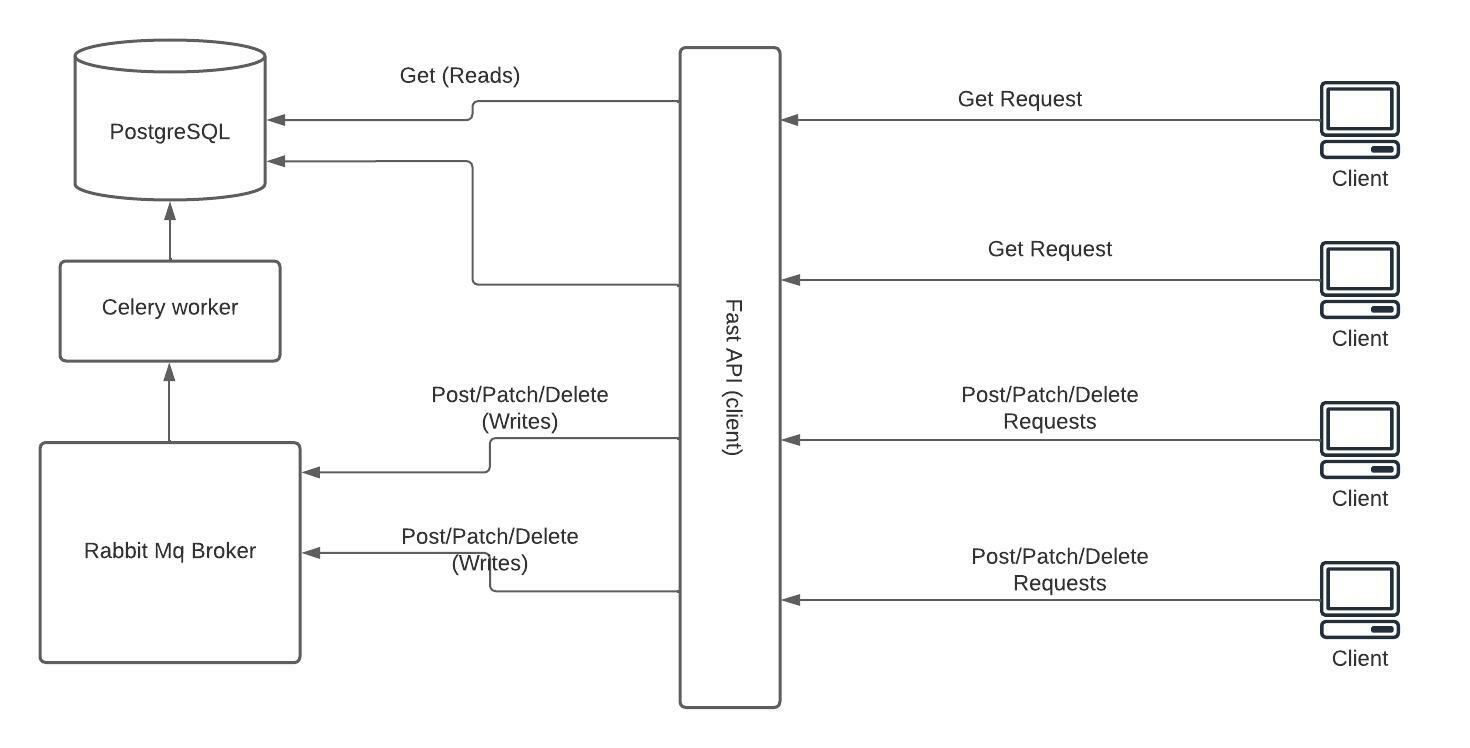 Get (Reads)
PostgreSQL
Celery worker
Post/Patch/Delete
(Writes)
Rabbit Mq Broker
Post/Patch/Delete
(Writes)
Fast API (client)
Get Request
Client
Get Request
Client
Post/Patch/Delete
Requests
Client
Post/Patch/Delete
Requests
Client